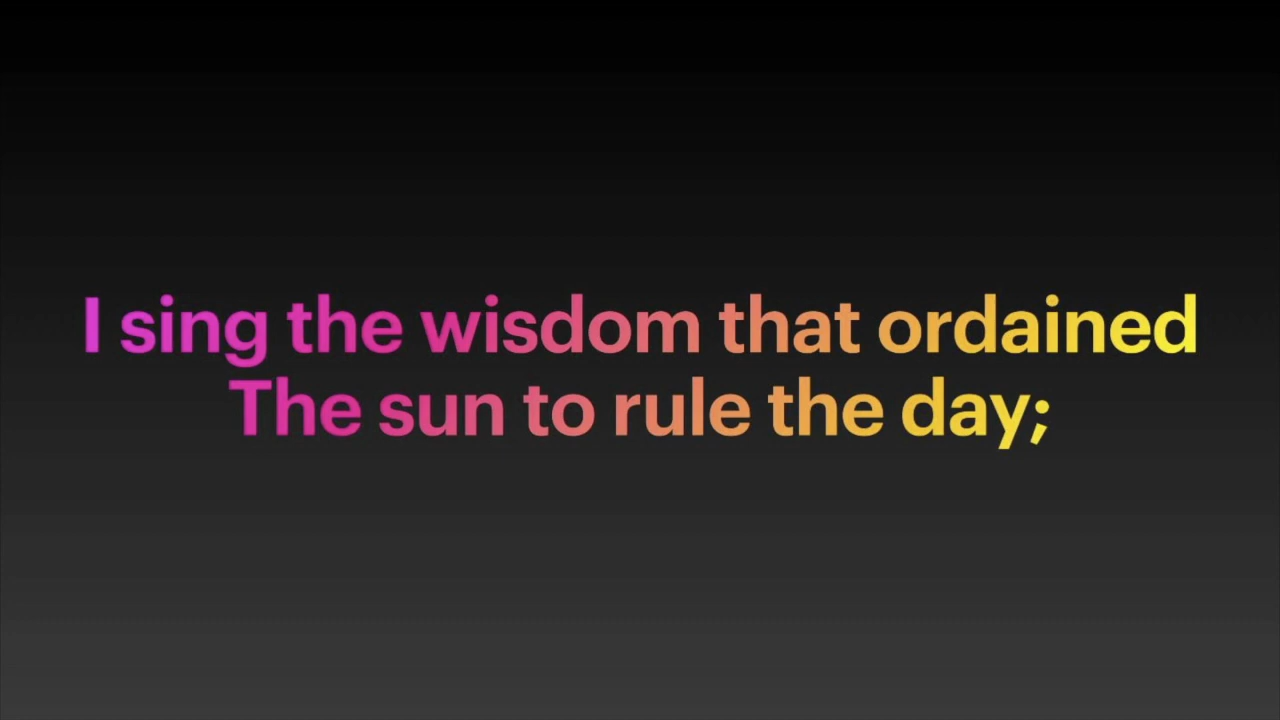 I sing the wisdom that ordained
The sun to rule the day;